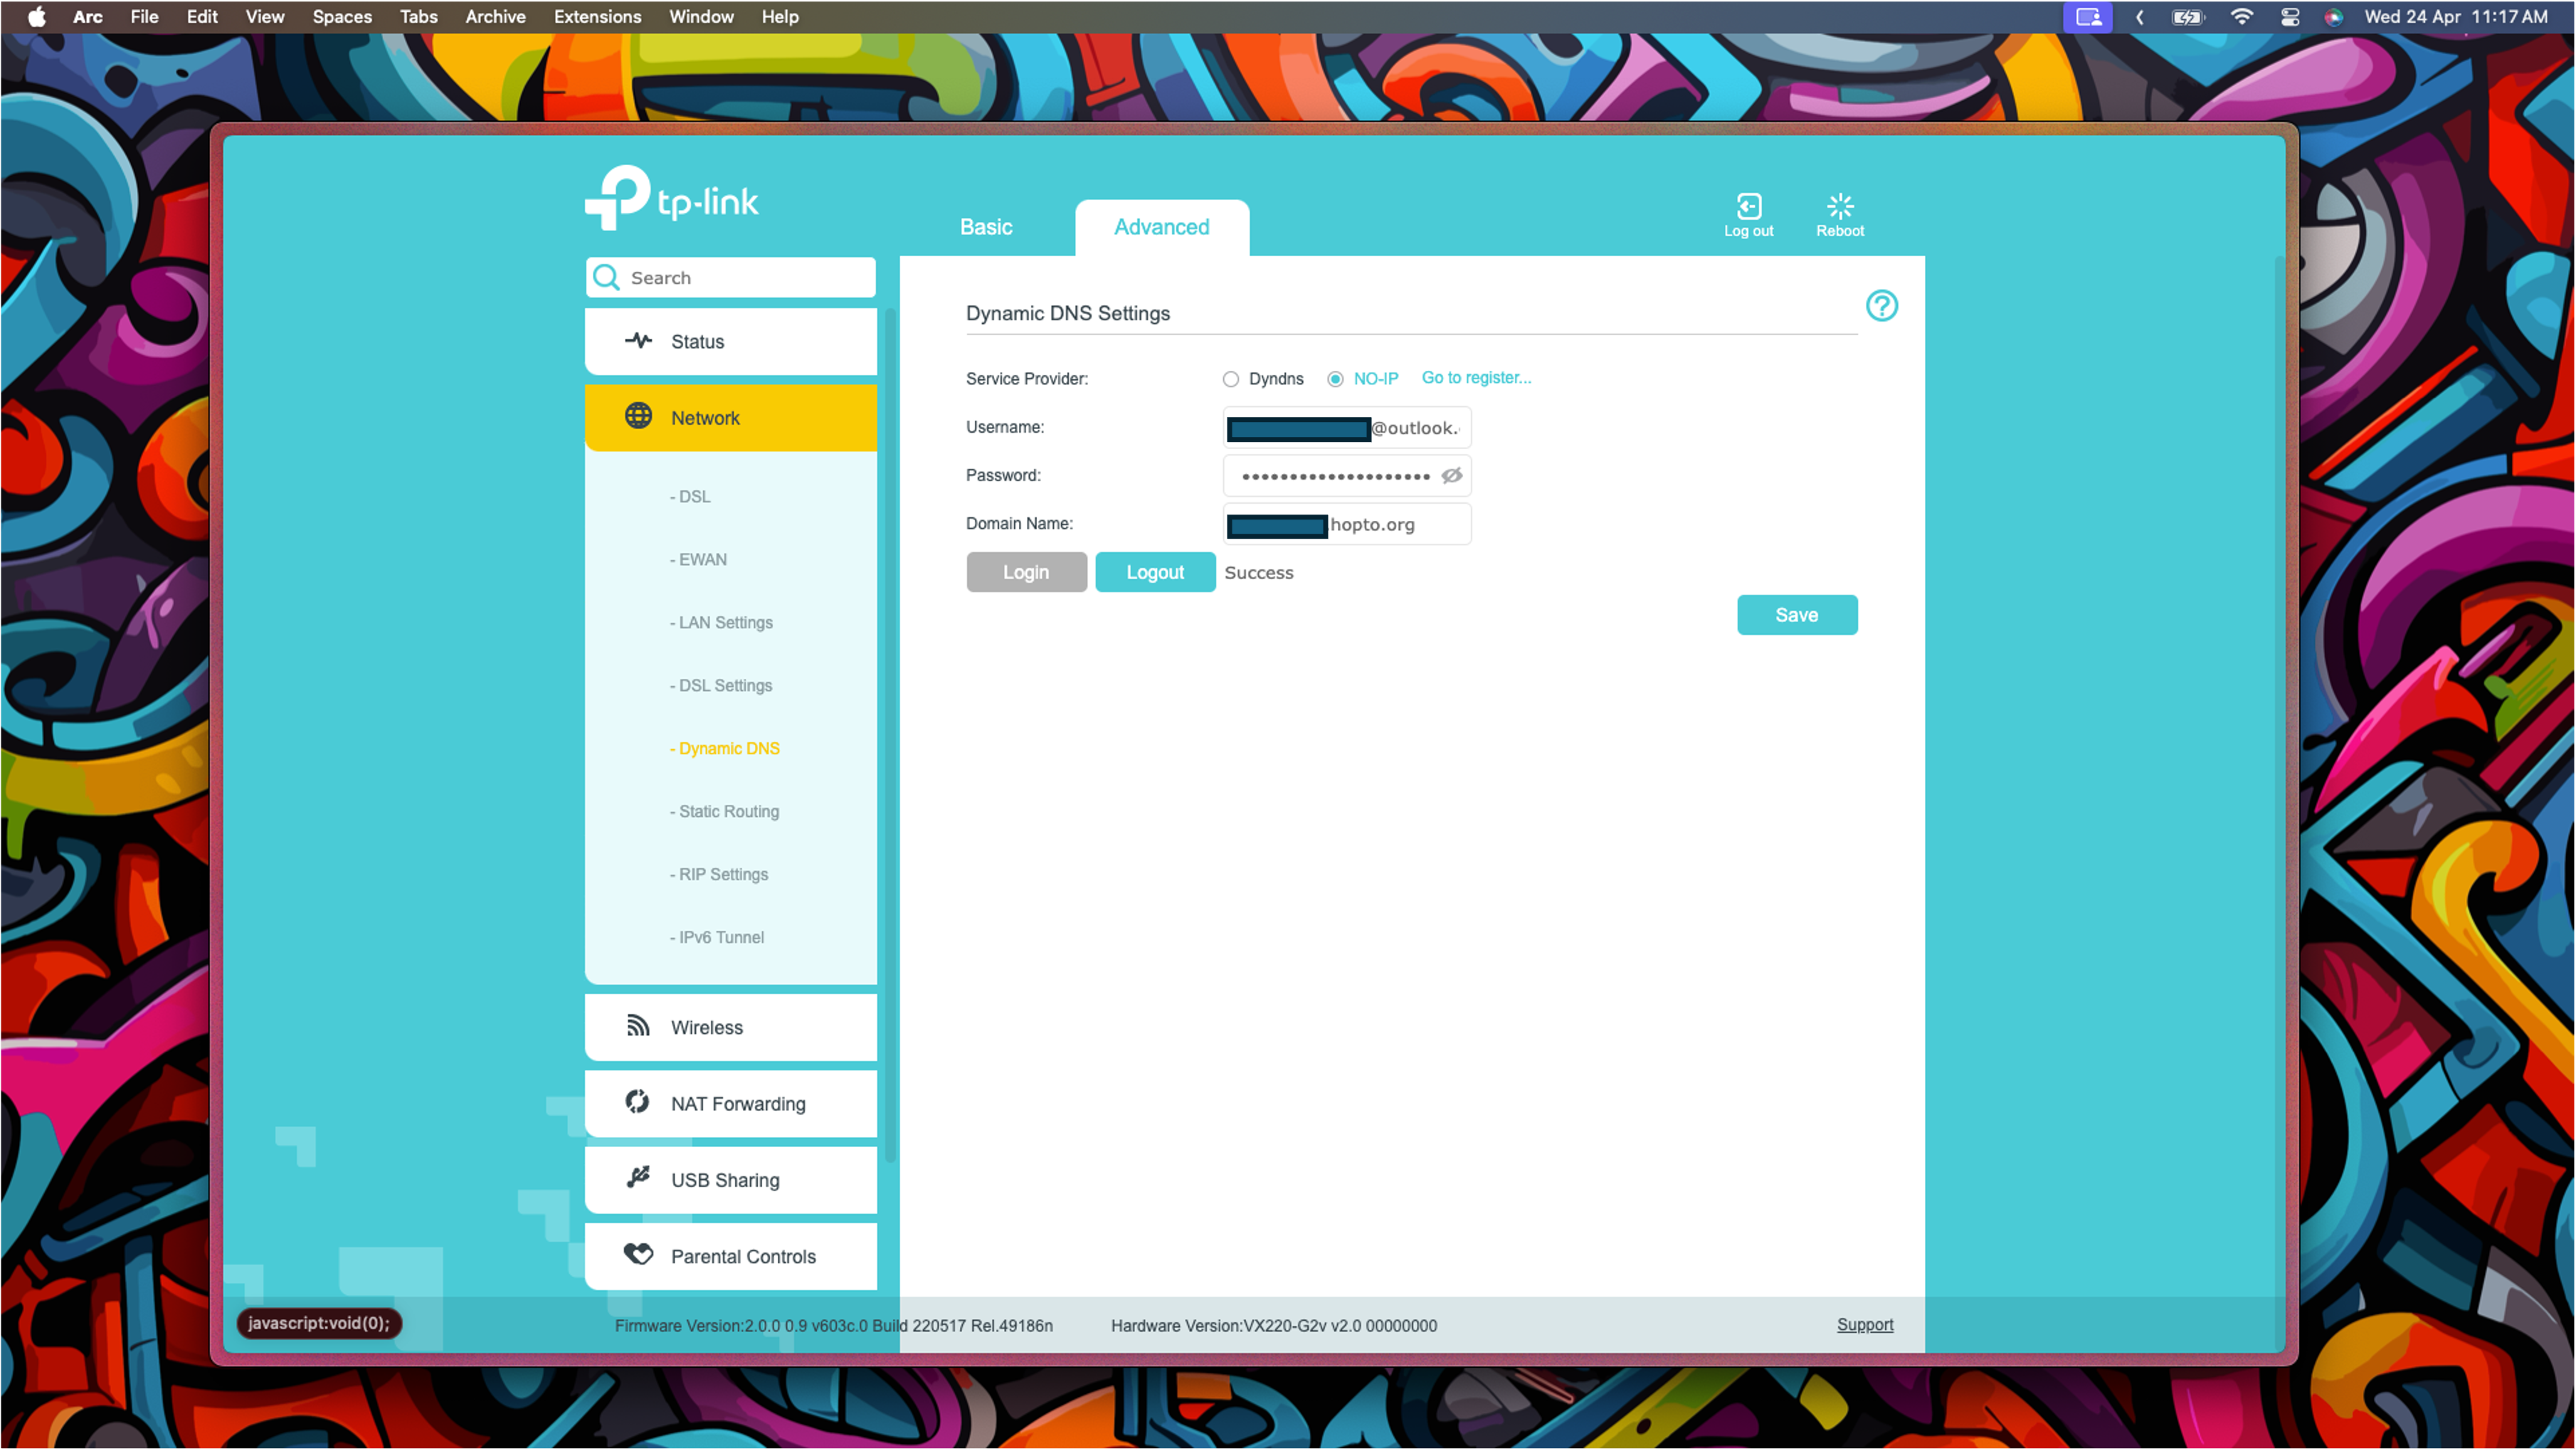 Arc File Edit View Spaces Tabs Archive Extensions Window Help Wed 24 Apr 11:17 AM
tp-link
Basic Advanced Log out Reboot
Search
Status
Network
- DSL
- EWAN
- LAN Settings
- DSL Settings
- Dynamic DNS
- Static Routing
- RIP Settings
- IPv6 Tunnel
Wireless
NAT Forwarding
USB Sharing
Parental Controls
Dynamic DNS Settings
Service Provider: Dyndns NO-IP Go to register...
Username: @outlook.
Password:
Domain Name: hopto.org
Login Logout Success
Save
javascript:void(0);
Firmware Version:2.0.0 0.9 v603c.0 Build 220517 Rel.49186n Hardware Version:VX220-G2v v2.0 00000000 Support